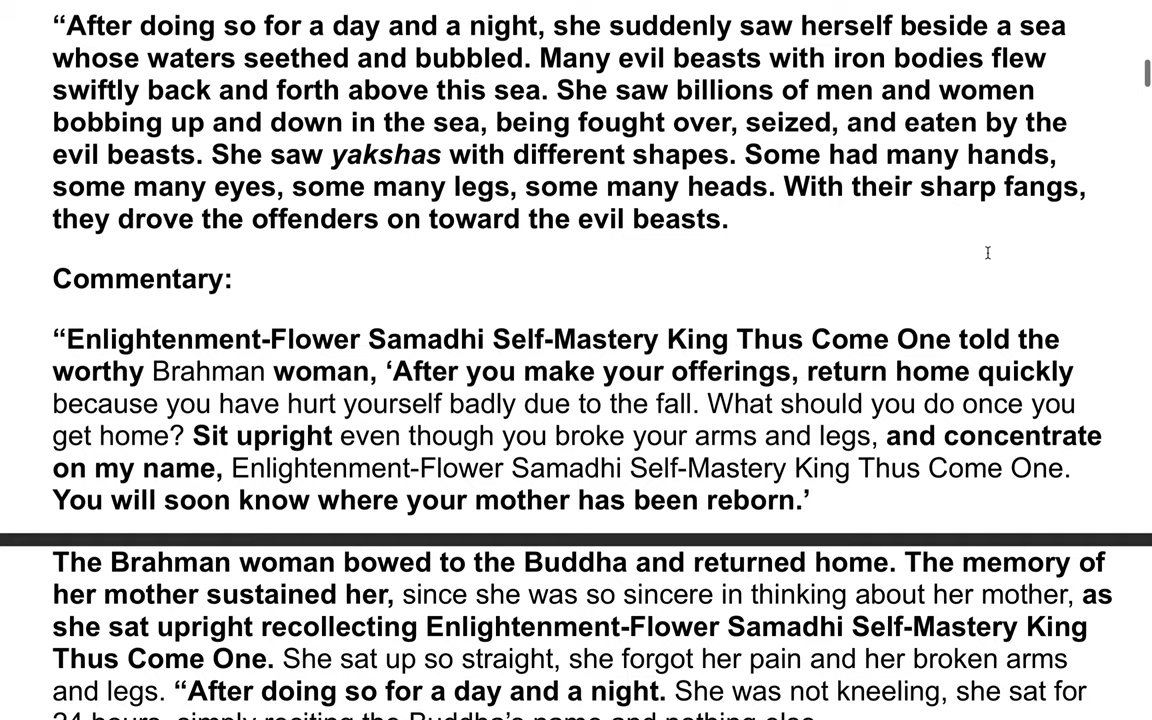 “After doing so for a day and a night, she suddenly saw herself beside a sea
whose waters seethed and bubbled. Many evil beasts with iron bodies flew
swiftly back and forth above this sea. She saw billions of men and women
bobbing up and down in the sea, being fought over, seized, and eaten by the
evil beasts. She saw yakshas with different shapes. Some had many hands,
some many eyes, some many legs, some many heads. With their sharp fangs,
they drove the offenders on toward the evil beasts.
Commentary:
“Enlightenment-Flower Samadhi Self-Mastery King Thus Come One told the
worthy Brahman woman, ‘After you make your offerings, return home quickly
because you have hurt yourself badly due to the fall. What should you do once you
get home? Sit upright even though you broke your arms and legs, and concentrate
on my name, Enlightenment-Flower Samadhi Self-Mastery King Thus Come One.
You will soon know where your mother has been reborn.’
The Brahman woman bowed to the Buddha and returned home. The memory of
her mother sustained her, since she was so sincere in thinking about her mother, as
she sat upright recollecting Enlightenment-Flower Samadhi Self-Mastery King
Thus Come One. She sat up so straight, she forgot her pain and her broken arms
and legs. “After doing so for a day and a night. She was not kneeling, she sat for
24 hours, simply reciting the Buddha’s name and nothing else